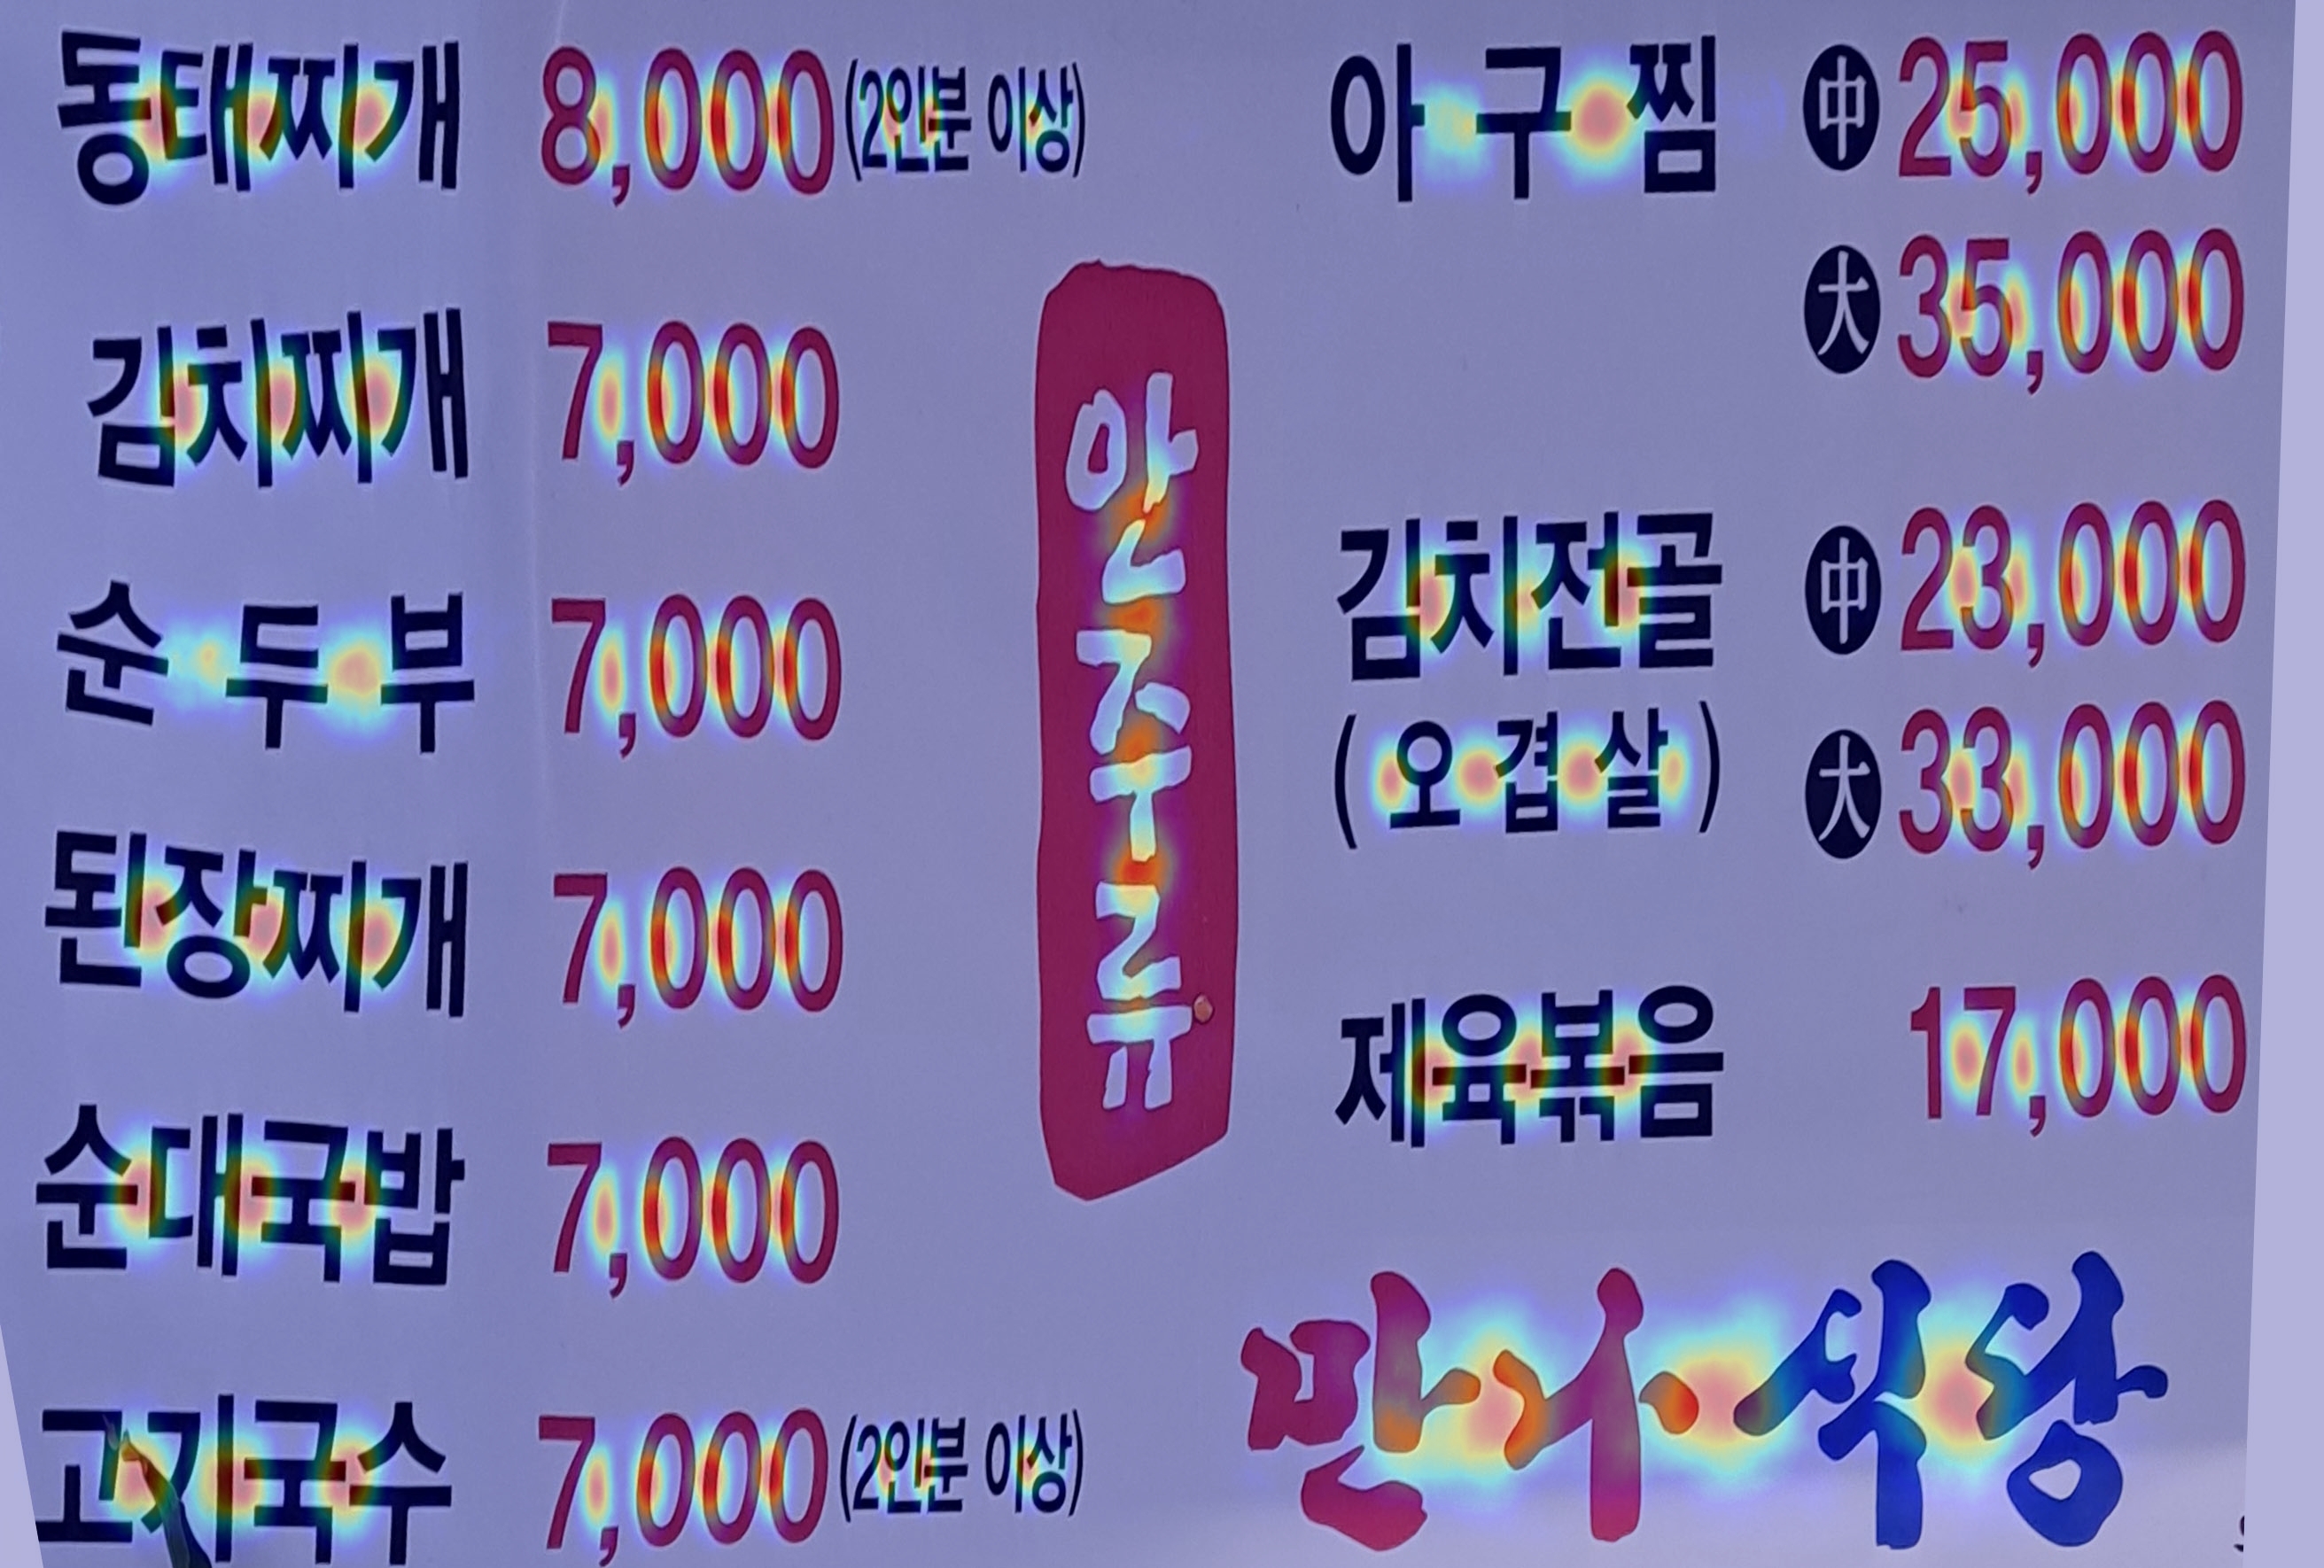 동태찌개 8,000 (2인분 이상)
김치찌개 7,000
순두부 7,000
된장찌개 7,000
순대국밥 7,000
고기국수 7,000 (2인분 이상)
안주류
아구찜 中 25,000
大 35,000
김치전골 中 23,000
(오겹살) 大 33,000
제육볶음 17,000
만나식당